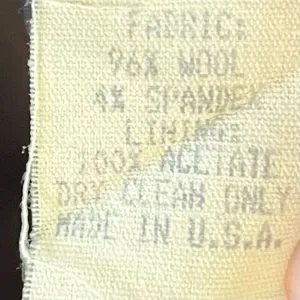 FABRIC:
96% WOOL
4% SPANDEX
LINING:
100% ACETATE
DRY CLEAN ONLY
MADE IN U.S.A.